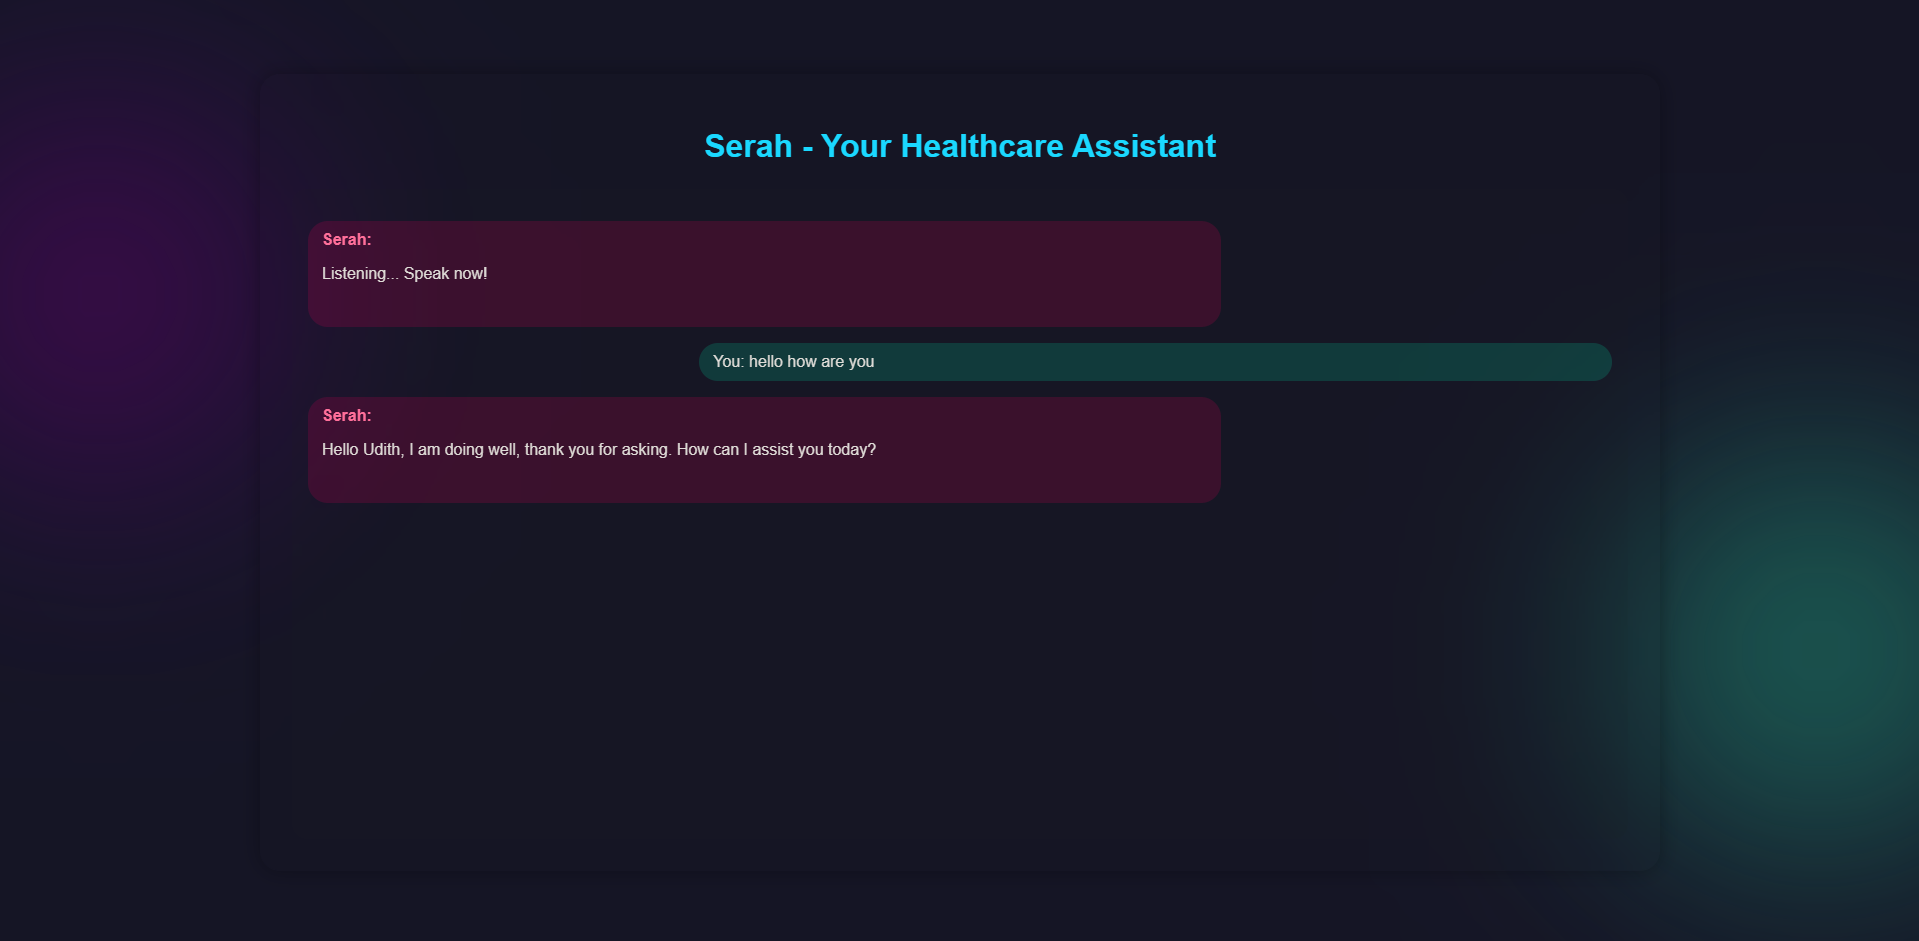 Serah - Your Healthcare Assistant
Serah:
Listening... Speak now!
You: hello how are you
Serah:
Hello Udith, I am doing well, thank you for asking. How can I assist you today?